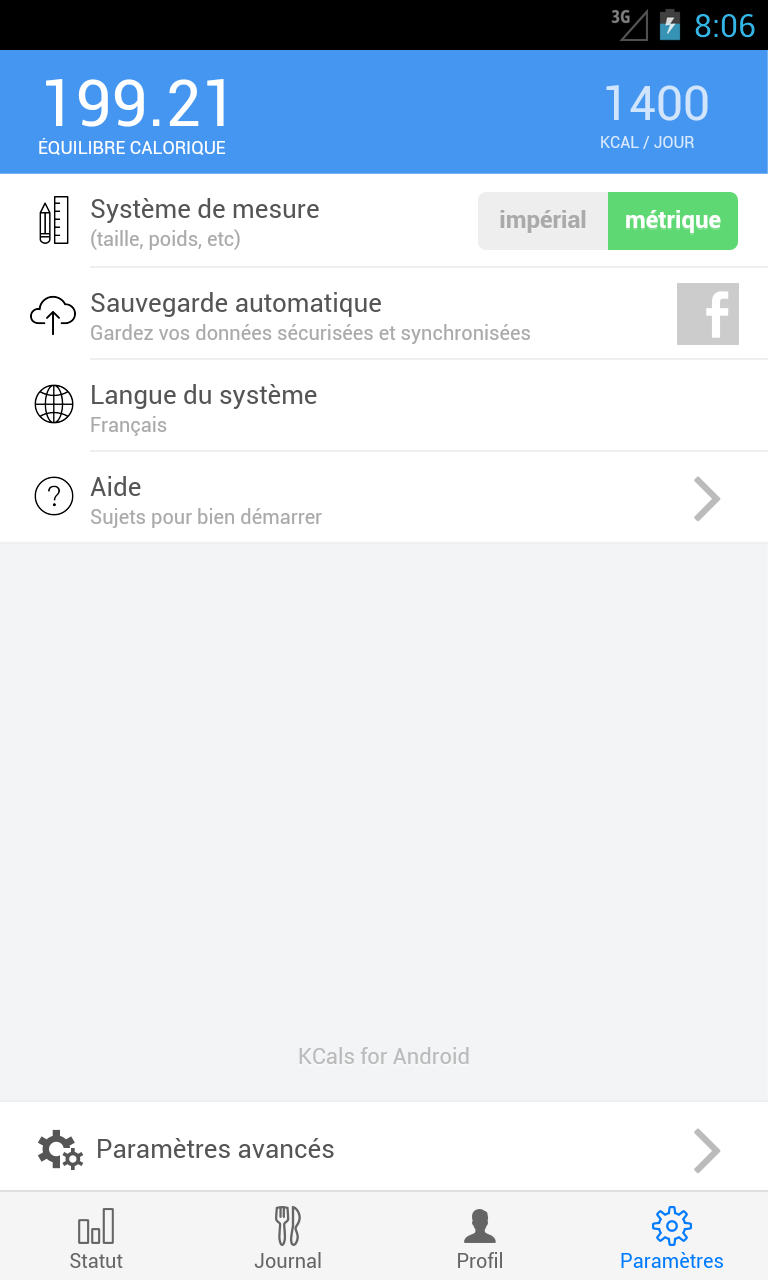 3G 8:06
199.21
ÉQUILIBRE CALORIQUE
1400
KCAL / JOUR
Système de mesure
(taille, poids, etc)
impérial métrique
Sauvegarde automatique
Gardez vos données sécurisées et synchronisées
f
Langue du système
Français
?
Aide
Sujets pour bien démarrer
KCals for Android
Paramètres avancés
Statut Journal Profil Paramètres